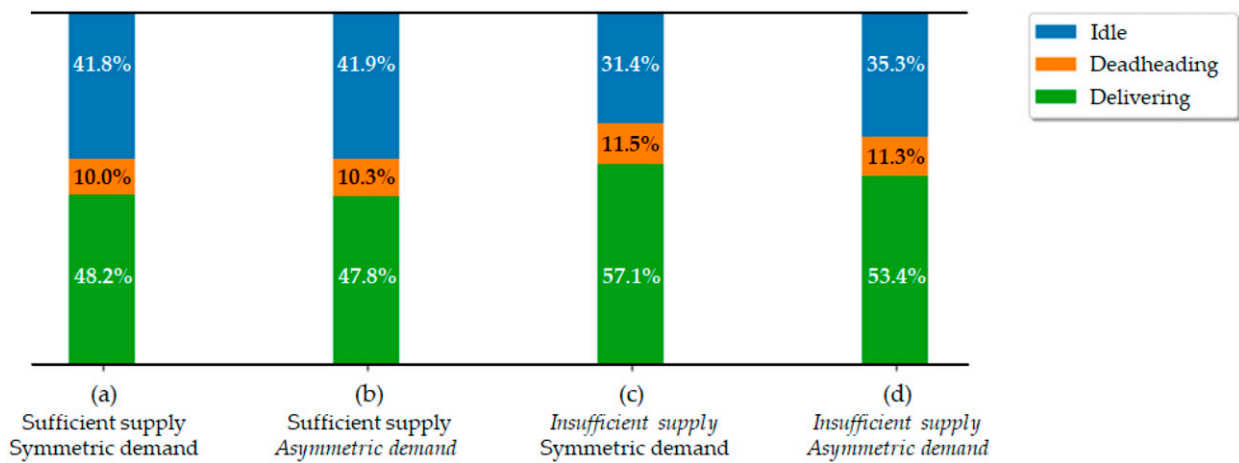 41.8%
41.9%
31.4%
35.3%
10.0%
10.3%
11.5%
11.3%
48.2%
47.8%
57.1%
53.4%
Idle
Deadheading
Delivering
(a)
Sufficient supply
Symmetric demand
(b)
Sufficient supply
Asymmetric demand
(c)
Insufficient supply
Symmetric demand
(d)
Insufficient supply
Asymmetric demand